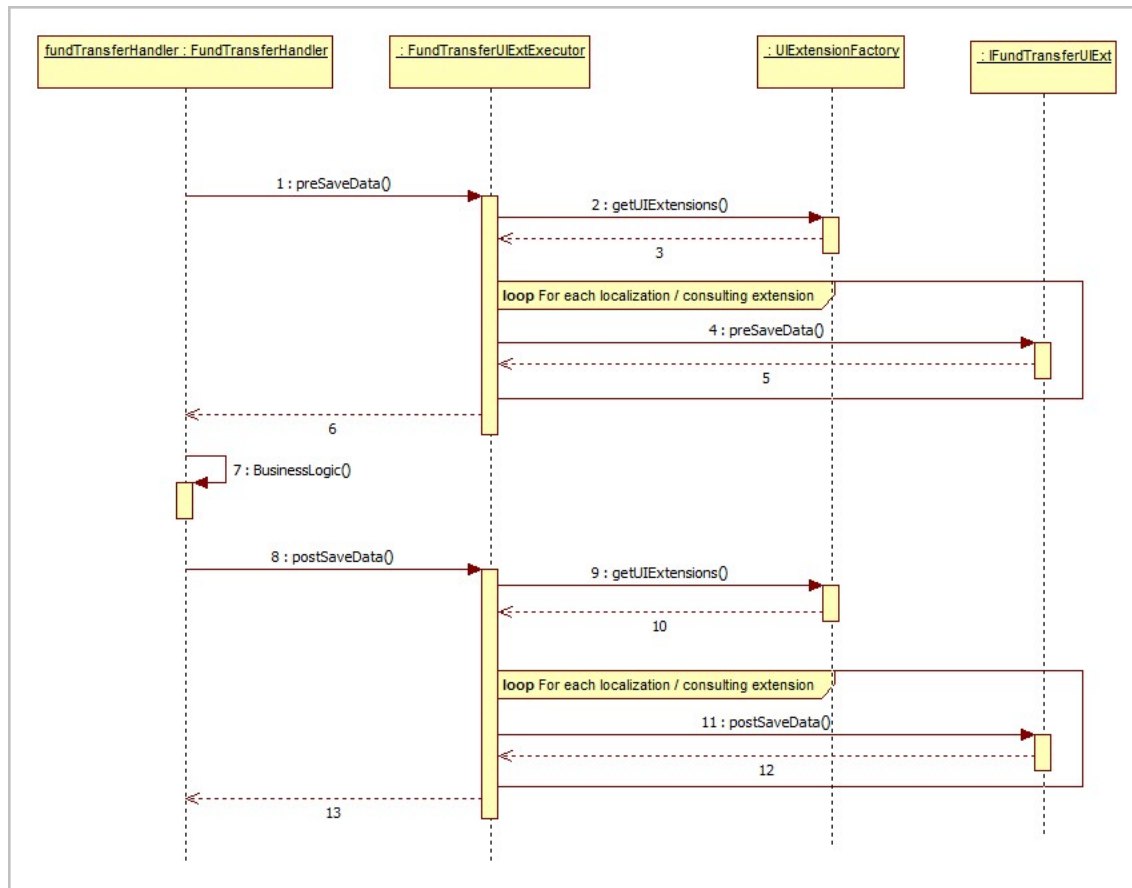 fundTransferHandler : FundTransferHandler
: FundTransferUIExtExecutor
: UIExtensionFactory
: IFundTransferUIExt
1 : preSaveData()
2 : getUIExtensions()
3
loop For each localization / consulting extension
4 : preSaveData()
5
6
7 : BusinessLogic()
8 : postSaveData()
9 : getUIExtensions()
10
loop For each localization / consulting extension
11 : postSaveData()
12
13